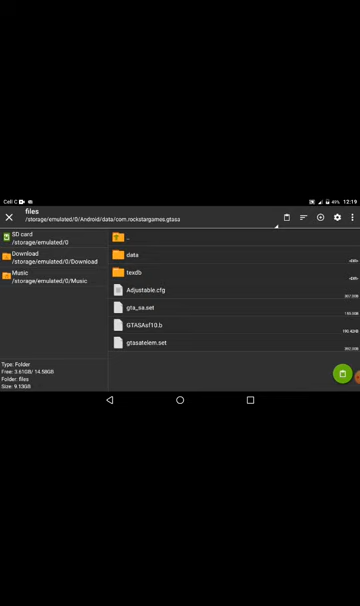 Cell C
49% 12:19
files
/storage/emulated/0/Android/data/com.rockstargames.gtasa
SD card
/storage/emulated/0
Download
/storage/emulated/0/Download
Music
/storage/emulated/0/Music
..
data
<DIR>
texdb
<DIR>
Adjustable.cfg
gta_sa.set
GTASAsf10.b
gtasatelem.set
Type: Folder
Free: 3.61GB/ 14.58GB
Folder: files
Size: 9.13GB